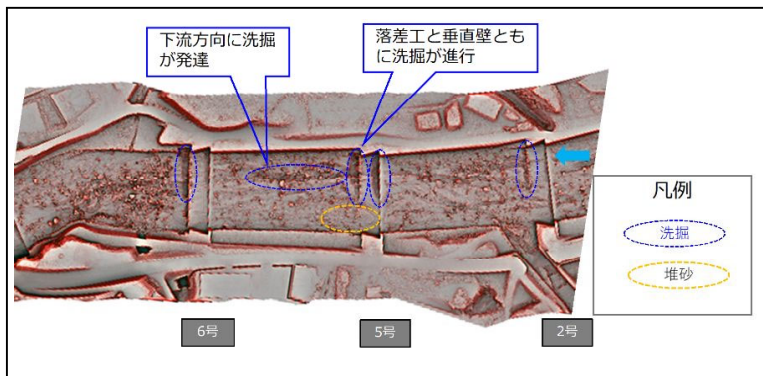 下流方向に洗掘
が発達
落差工と垂直壁とも
に洗掘が進行
凡例
洗掘
堆砂
6号
5号
2号